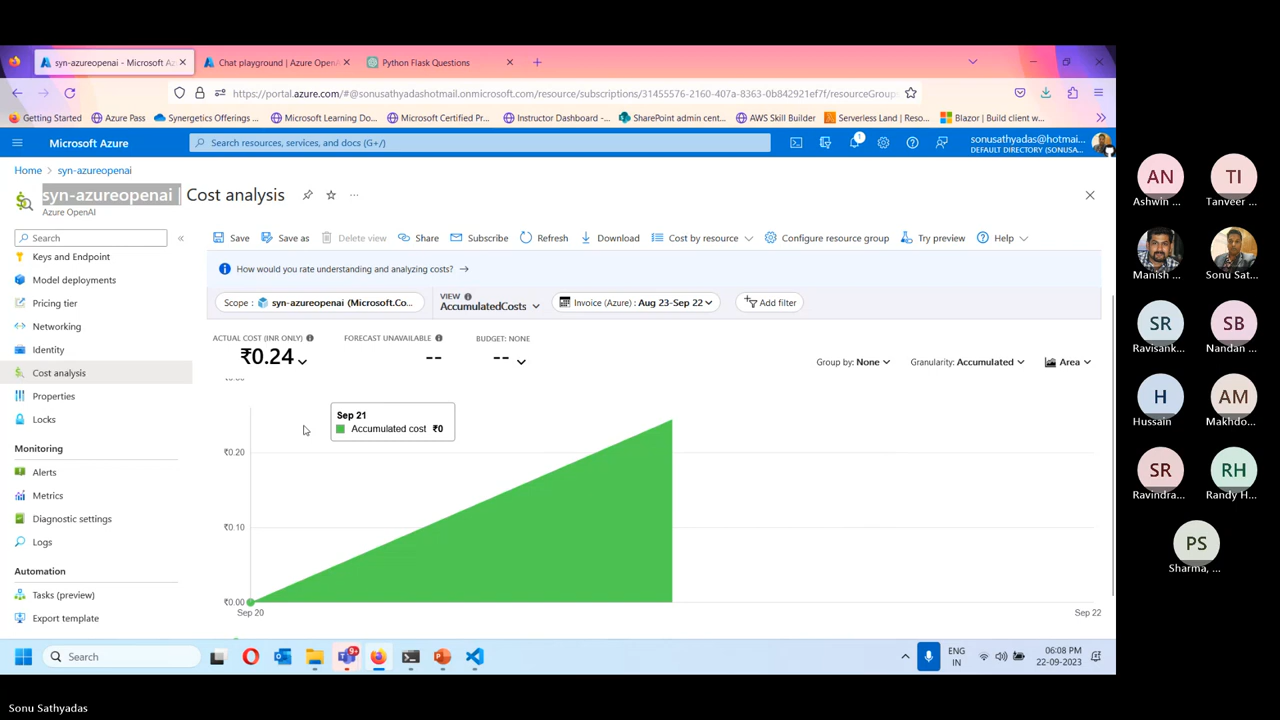 syn-azureopenai - Microsoft Az
Chat playground | Azure OpenA
Python Flask Questions
https://portal.azure.com/#@sonusathyadashotmail.onmicrosoft.com/resource/subscriptions/31455576-2160-407a-8363-0b842921ef7f/resourceGroup
Getting Started
Azure Pass
Synergetics Offerings ...
Microsoft Learning Do...
Microsoft Certified Pr...
Instructor Dashboard -...
SharePoint admin cent...
AWS Skill Builder
Serverless Land | Reso...
Blazor | Build client w...
Microsoft Azure
Search resources, services, and docs (G+/)
1
sonusathyadas@hotmai...
DEFAULT DIRECTORY (SONUSA...
Home > syn-azureopenai
syn-azureopenai | Cost analysis
...
Azure OpenAI
Search
«
Keys and Endpoint
Model deployments
Pricing tier
Networking
Identity
Cost analysis
Properties
Locks
Monitoring
Alerts
Metrics
Diagnostic settings
Logs
Automation
Tasks (preview)
Export template
Save
Save as
Delete view
Share
Subscribe
Refresh
Download
Cost by resource
Configure resource group
Try preview
Help
How would you rate understanding and analyzing costs? →
Scope : syn-azureopenai (Microsoft.Co...
VIEW
AccumulatedCosts
Invoice (Azure) : Aug 23-Sep 22
Add filter
ACTUAL COST (INR ONLY)
₹0.24
FORECAST UNAVAILABLE
--
BUDGET: NONE
--
Group by: None
Granularity: Accumulated
Area
Sep 21
Accumulated cost ₹0
₹0.20
₹0.10
₹0.00
Sep 20
Sep 22
Search
9+
ENG
IN
06:08 PM
22-09-2023
AN
Ashwin ...
TI
Tanveer ...
Manish ...
Sonu Sat...
SR
Ravisank...
SB
Nandan ...
H
Hussain
AM
Makhdo...
SR
Ravindra...
RH
Randy H...
PS
Sharma, ...
Sonu Sathyadas